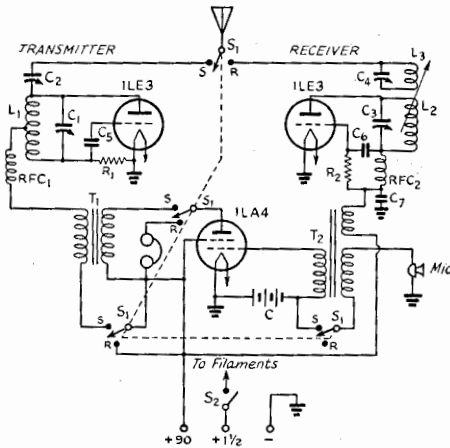 TRANSMITTER
S1
RECEIVER
S
R
L3
C2
C4
1LE3
1LE3
L1
C1
C5
C3
L2
R1
C6
R2
RFC2
RFC1
C7
T1
S
S1
R
1LA4
T2
Mic
C
S
S1
R
S
S1
R
To Filaments
S2
+90
+1½
-